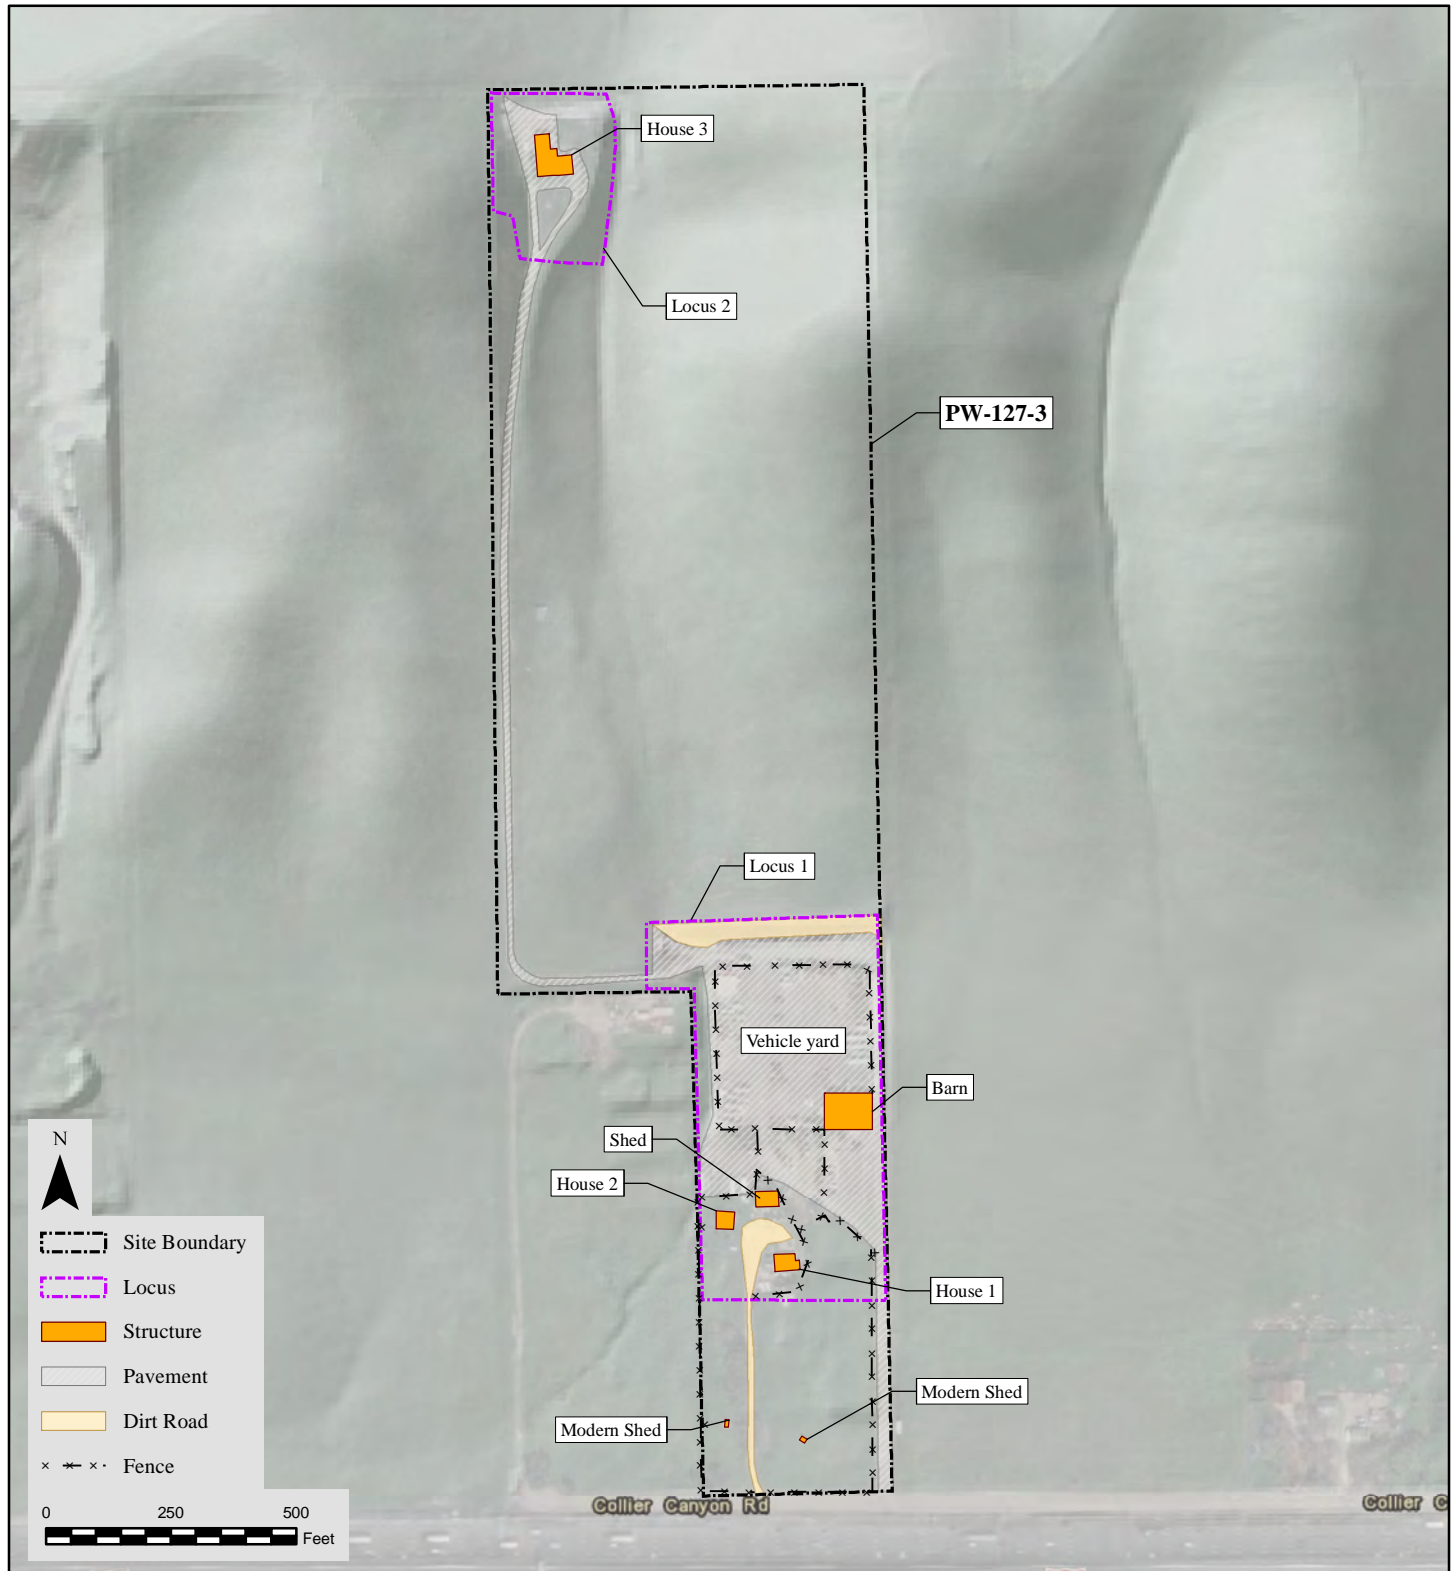 House 3
Locus 2
PW-127-3
Locus 1
Vehicle yard
Barn
Shed
House 2
House 1
Modern Shed
Modern Shed
Collier Canyon Rd
Collier C
N
Site Boundary
Locus
Structure
Pavement
Dirt Road
Fence
0 250 500
Feet